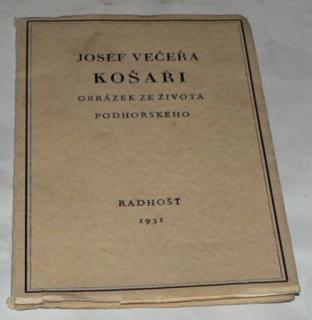 JOSEF VEČEŘA
KOŠAŘI
OBRÁZEK ZE ŽIVOTA
PODHORSKÉHO
RADHOŠŤ
1931